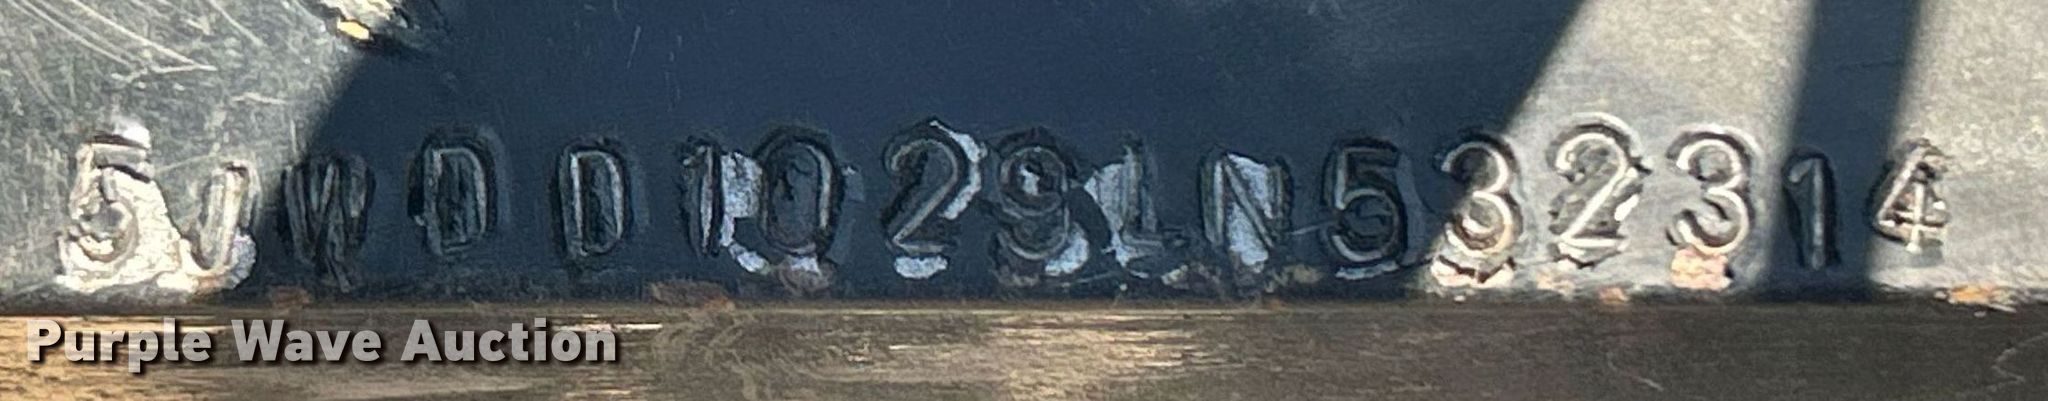 5JWDD1029LN532314
Purple Wave Auction